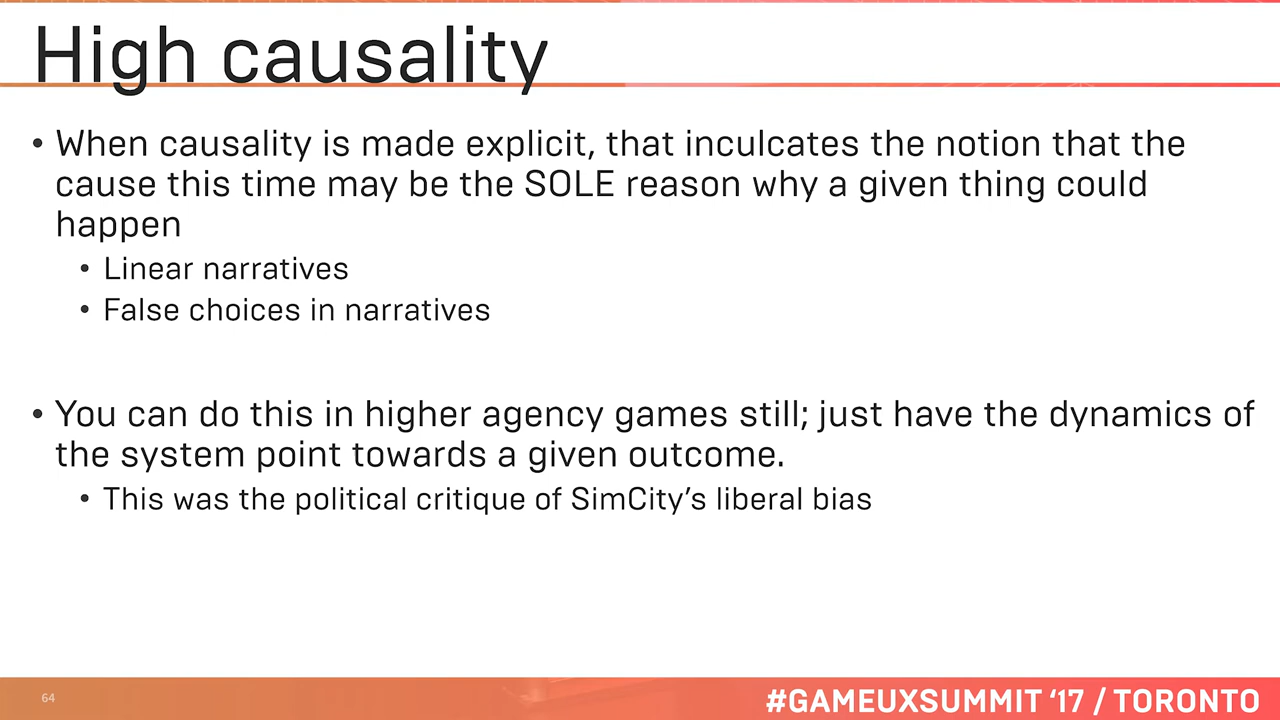 High causality
• When causality is made explicit, that inculcates the notion that the
cause this time may be the SOLE reason why a given thing could
happen
• Linear narratives
• False choices in narratives
• You can do this in higher agency games still; just have the dynamics of
the system point towards a given outcome.
• This was the political critique of SimCity’s liberal bias
64
#GAMEUXSUMMIT ‘17 / TORONTO